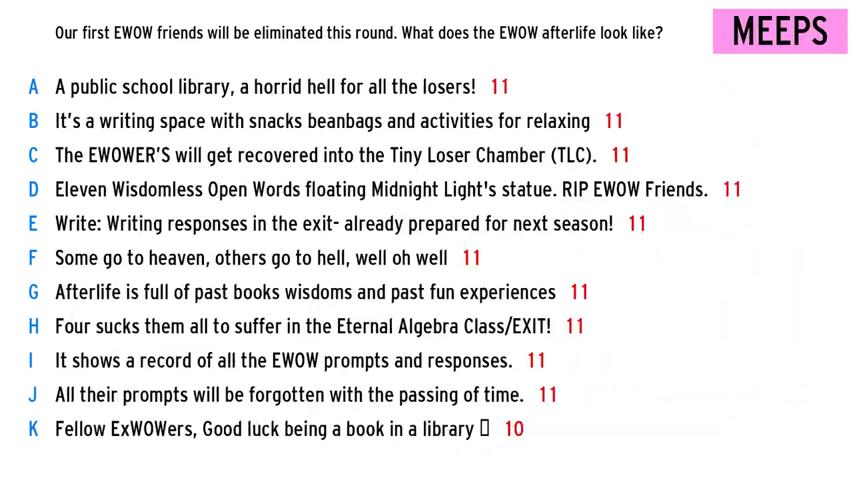 Our first EWOW friends will be eliminated this round. What does the EWOW afterlife look like?
MEEPS
A A public school library, a horrid hell for all the losers! 11
B It's a writing space with snacks beanbags and activities for relaxing 11
C The EWOWER'S will get recovered into the Tiny Loser Chamber (TLC). 11
D Eleven Wisdomless Open Words floating Midnight Light's statue. RIP EWOW Friends. 11
E Write: Writing responses in the exit- already prepared for next season! 11
F Some go to heaven, others go to hell, well oh well 11
G Afterlife is full of past books wisdoms and past fun experiences 11
H Four sucks them all to suffer in the Eternal Algebra Class/EXIT! 11
I It shows a record of all the EWOW prompts and responses. 11
J All their prompts will be forgotten with the passing of time. 11
K Fellow ExWOWers, Good luck being a book in a library 10